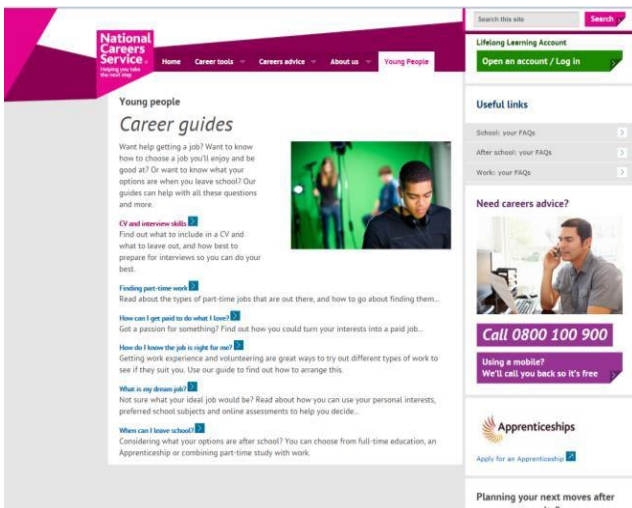 Search this site
Search
National
Careers
Service
Helping you take
the next step
Home
Career tools
Careers advice
About us
Young People
Young people
Career guides
Want help getting a job? Want to know
how to choose a job you'll enjoy and be
good at? Or want to know what your
options are when you leave school? Our
guides can help with all these questions
and more.
CV and interview skills
Find out what to include in a CV and
what to leave out, and how best to
prepare for interviews so you can do your
best.
Finding part-time work
Read about the types of part-time jobs that are out there, and how to go about finding them...
How can I get paid to do what I love?
Got a passion for something? Find out how you could turn your interests into a paid job...
How do I know the job is right for me?
Getting work experience and volunteering are great ways to try out different types of work to
see if they suit you. Use our guide to find out how to arrange this.
What is my dream job?
Not sure what your ideal job would be? Read about how you can use your personal interests,
preferred school subjects and online assessments to help you decide...
When can I leave school?
Considering what your options are after school? You can choose from full-time education, an
Apprenticeship or combining part-time study with work.
Lifelong Learning Account
Open an account / Log in
Useful links
School: your FAQs
After school: your FAQs
Work: your FAQs
Need careers advice?
Call 0800 100 900
Using a mobile?
We'll call you back so it's free
Apprenticeships
Apply for an Apprenticeship
Planning your next moves after